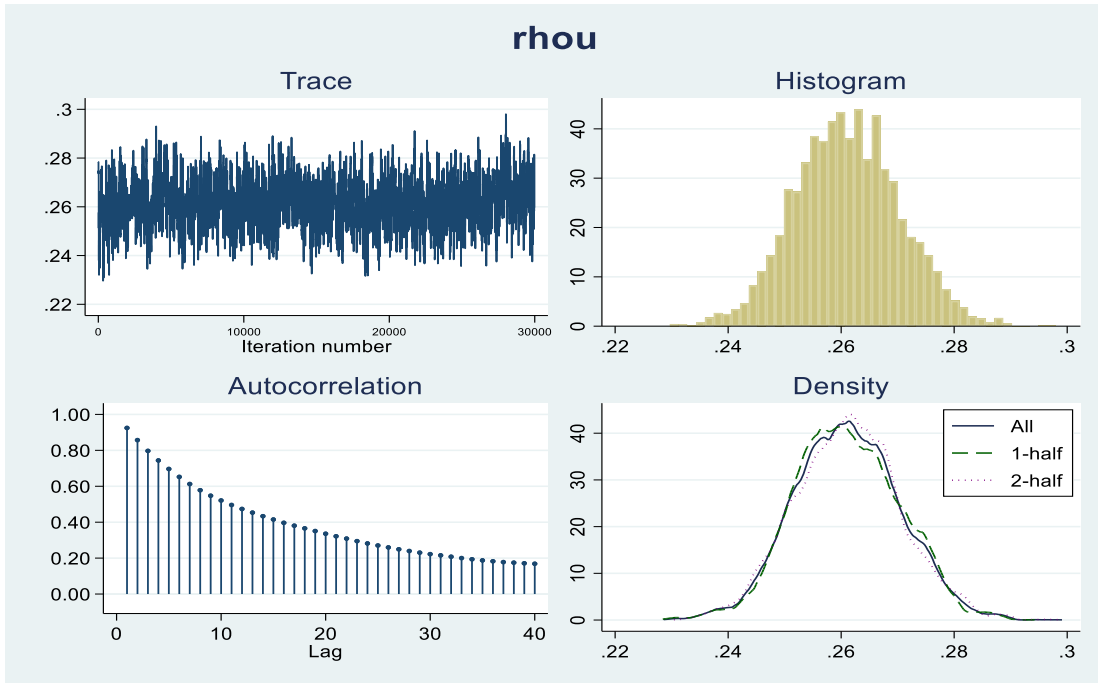 rhou
Trace
.3
.28
.26
.24
.22
0 10000 20000 30000
Iteration number
Histogram
40
30
20
10
0
.22 .24 .26 .28 .3
Autocorrelation
1.00
0.80
0.60
0.40
0.20
0.00
0 10 20 30 40
Lag
Density
All
1-half
2-half
40
30
20
10
0
.22 .24 .26 .28 .3